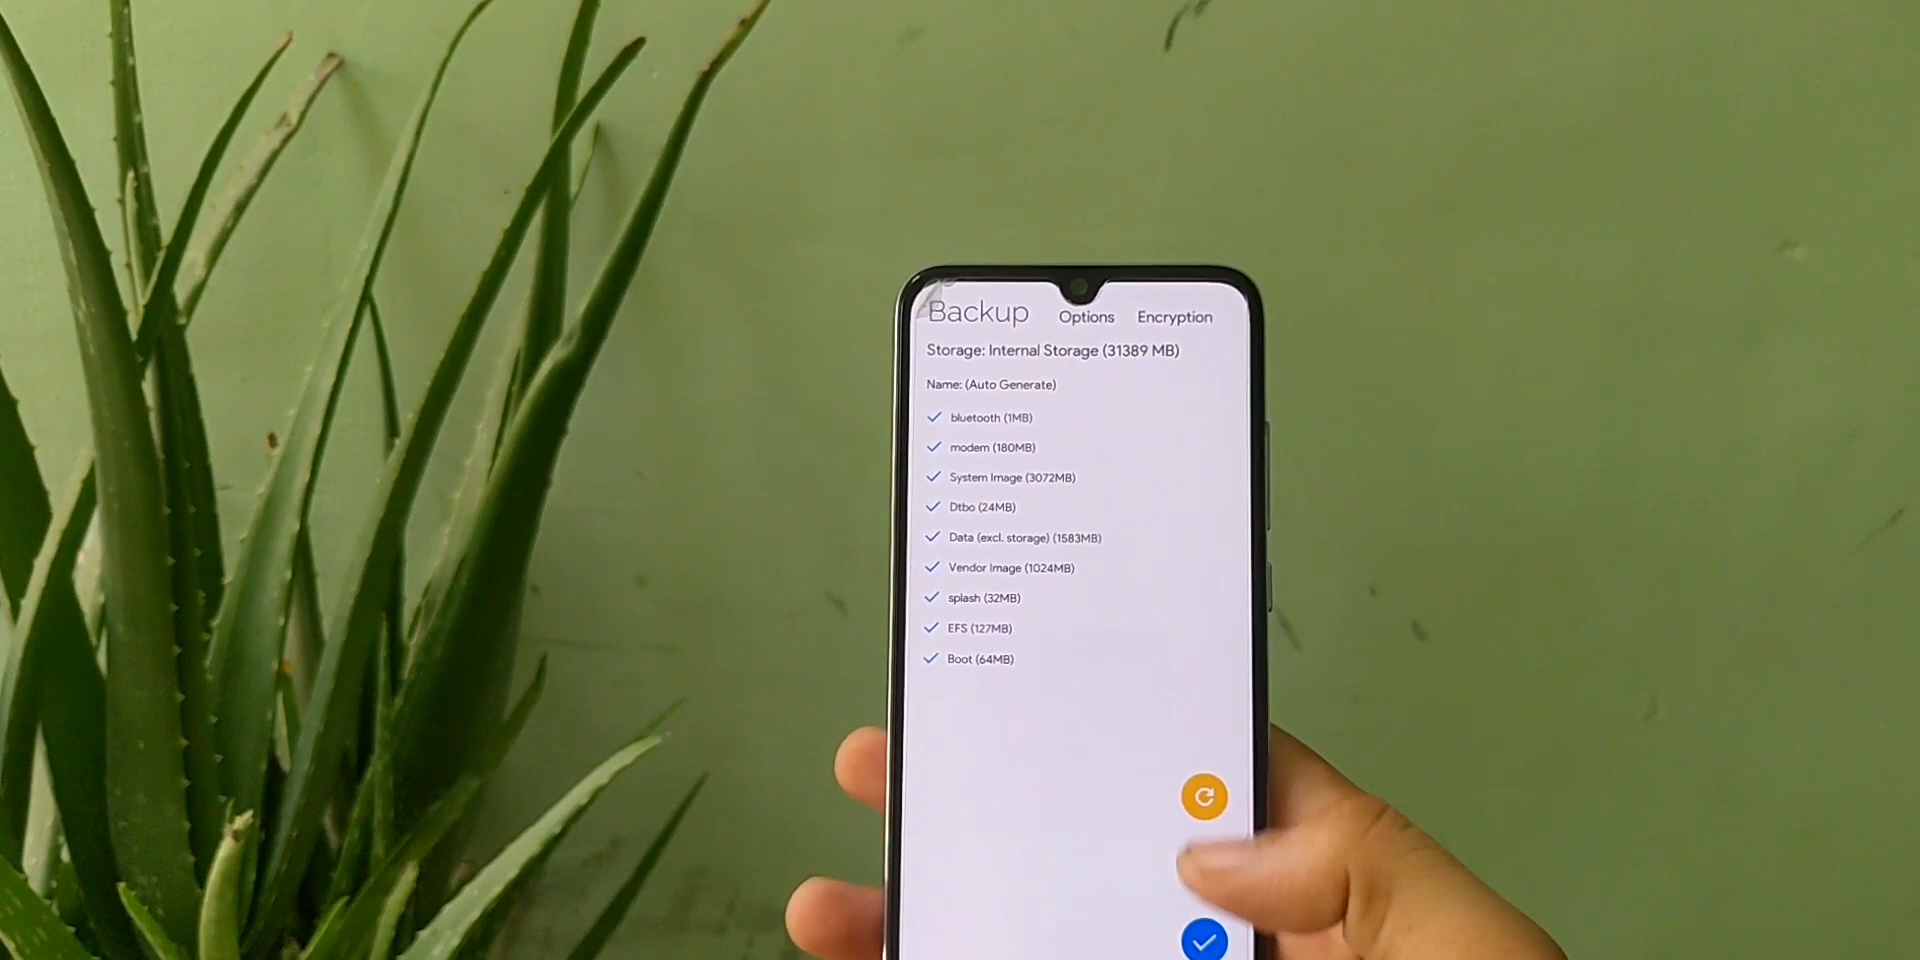 Backup Options Encryption
Storage: Internal Storage (31389 MB)
Name: (Auto Generate)
bluetooth (1MB)
modem (180MB)
System Image (3072MB)
Dtbo (24MB)
Data (excl. storage) (1583MB)
Vendor Image (1024MB)
splash (32MB)
EFS (127MB)
Boot (64MB)